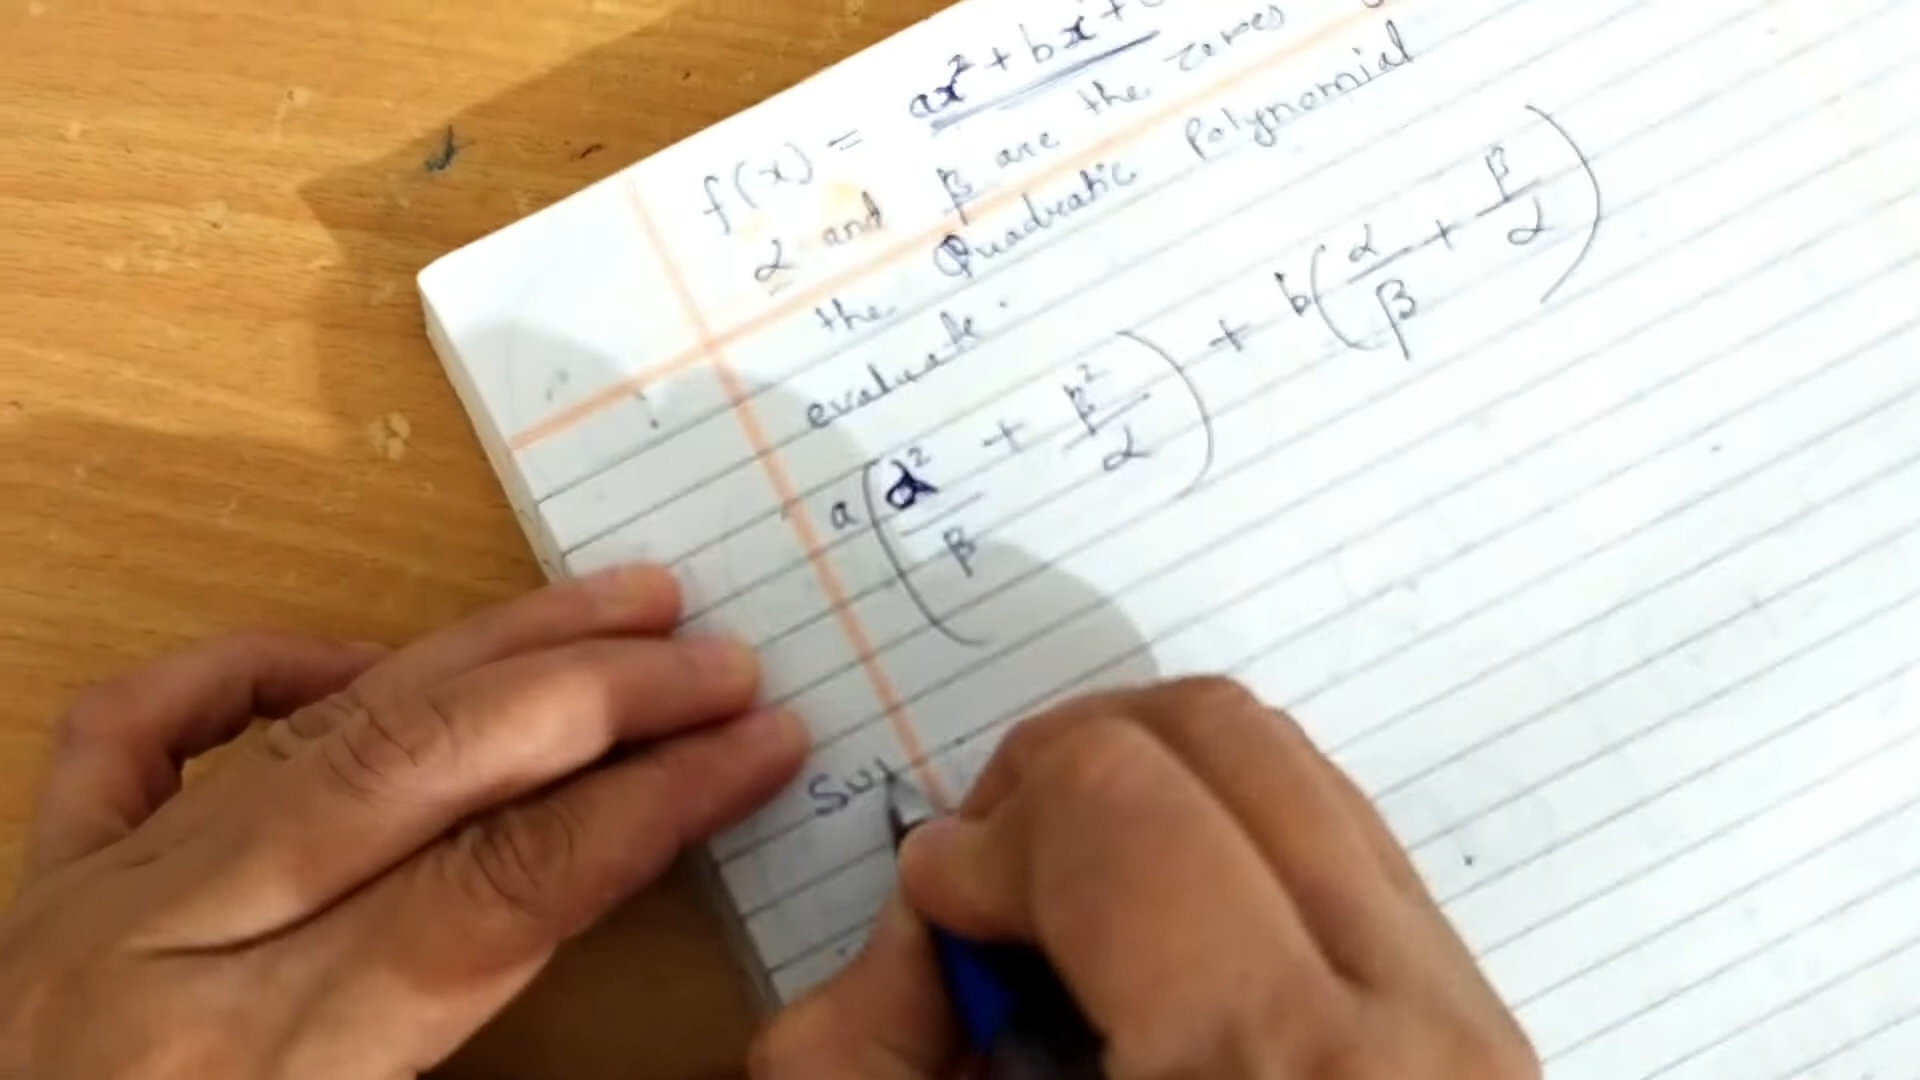 f(x) = ax² + bx +
α and β are the zeroes
the Quadratic Polynomial
evaluate.
a(α²/β + β²/α) + b(α/β + β/α)
Su